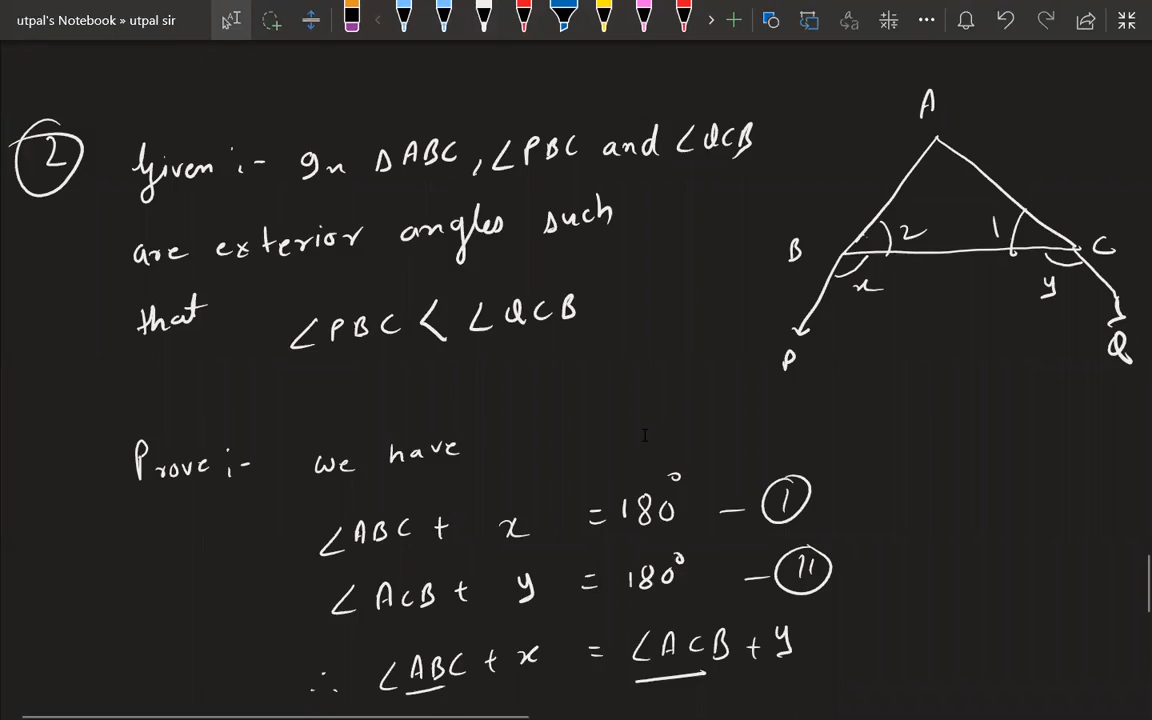 utpal's Notebook » utpal sir
A
2 Given :- In ΔABC, ∠PBC and ∠QCB
are exterior angles such
that ∠PBC < ∠QCB
B 2 1 C
x y
P Q
Prove :- we have
∠ABC + x = 180° - I
∠ACB + y = 180° - II
∴ ∠ABC + x = ∠ACB + y